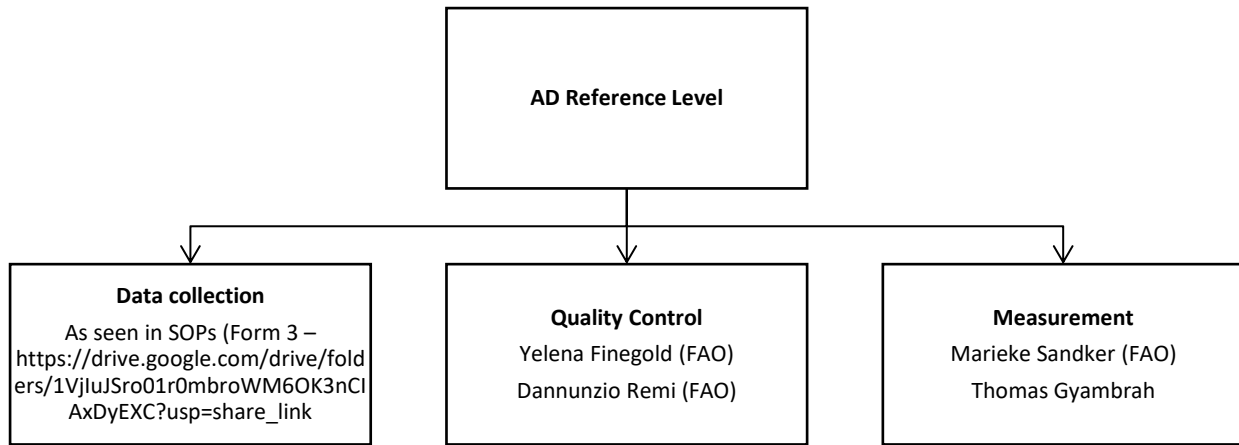 AD Reference Level
Data collection
As seen in SOPs (Form 3 –
https://drive.google.com/drive/fold
ers/1VjIuJSro01r0mbroWM6OK3nCI
AxDyEXC?usp=share_link
Quality Control
Yelena Finegold (FAO)
Dannunzio Remi (FAO)
Measurement
Marieke Sandker (FAO)
Thomas Gyambrah